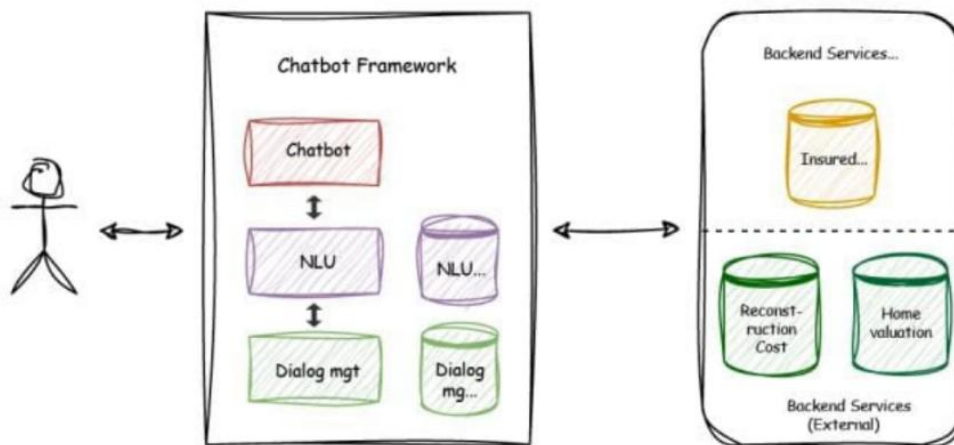 Chatbot Framework
Chatbot
NLU
NLU...
Dialog mgt
Dialog
mg...
Backend Services...
Insured...
Reconst-
ruction
Cost
Home
valuation
Backend Services
(External)